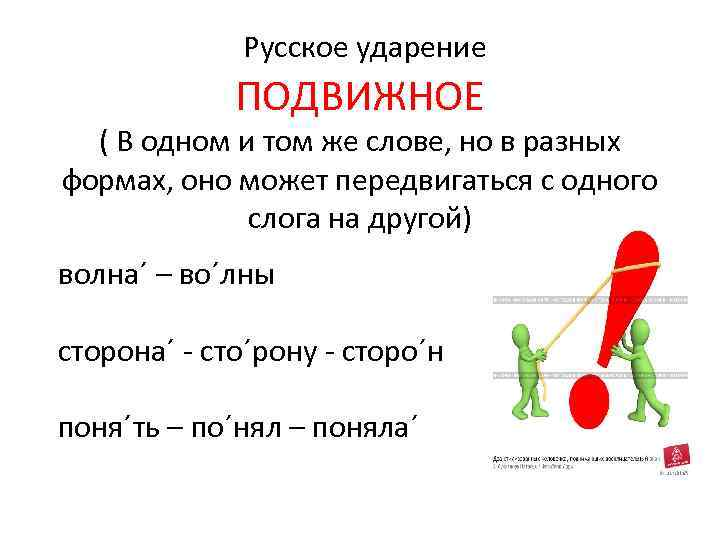 Русское ударение
ПОДВИЖНОЕ
( В одном и том же слове, но в разных
формах, оно может передвигаться с одного
слога на другой)
волна´ – во´лны
сторона´ - сто´рону - сторо´н
поня´ть – по´нял – поняла´